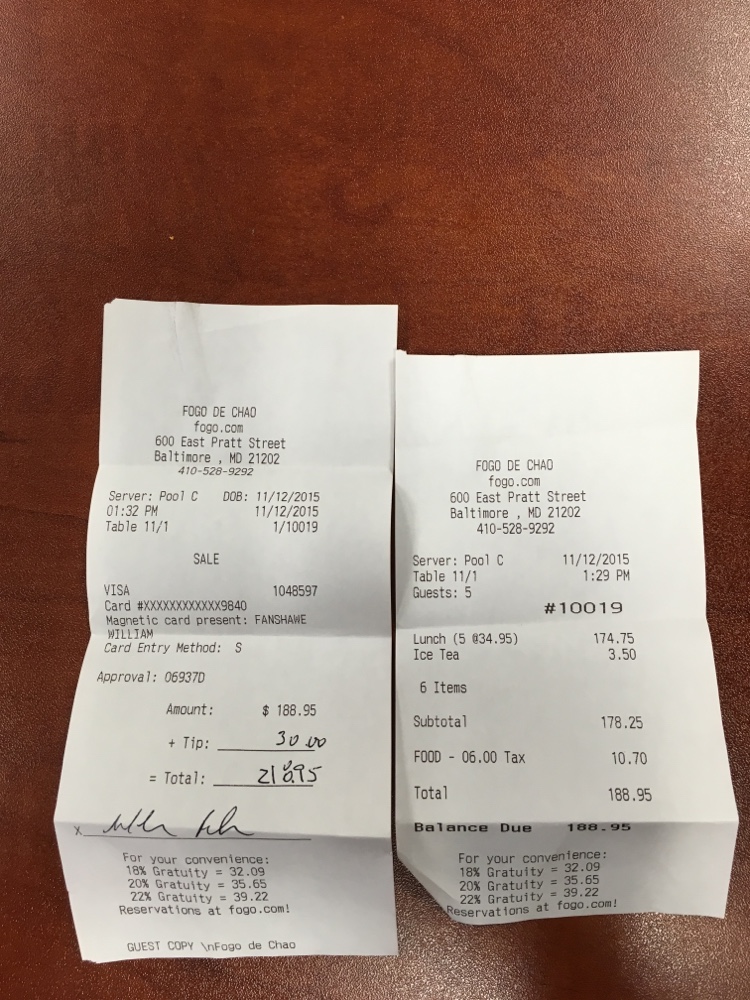 FOGO DE CHAO
fogo.com
600 East Pratt Street
Baltimore , MD 21202
410-528-9292
Server: Pool C DOB: 11/12/2015
01:32 PM 11/12/2015
Table 11/1 1/10019
SALE
VISA 1048597
Card #XXXXXXXXXXXX9840
Magnetic card present: FANSHAWE
WILLIAM
Card Entry Method: S
Approval: 06937D
Amount: $ 188.95
+ Tip: 30.00
= Total: 218.95
X
For your convenience:
18% Gratuity = 32.09
20% Gratuity = 35.65
22% Gratuity = 39.22
Reservations at fogo.com!
GUEST COPY \nFogo de Chao
FOGO DE CHAO
fogo.com
600 East Pratt Street
Baltimore , MD 21202
410-528-9292
Server: Pool C 11/12/2015
Table 11/1 1:29 PM
Guests: 5
#10019
Lunch (5 @34.95) 174.75
Ice Tea 3.50
6 Items
Subtotal 178.25
FOOD - 06.00 Tax 10.70
Total 188.95
Balance Due 188.95
For your convenience:
18% Gratuity = 32.09
20% Gratuity = 35.65
22% Gratuity = 39.22
Reservations at fogo.com!